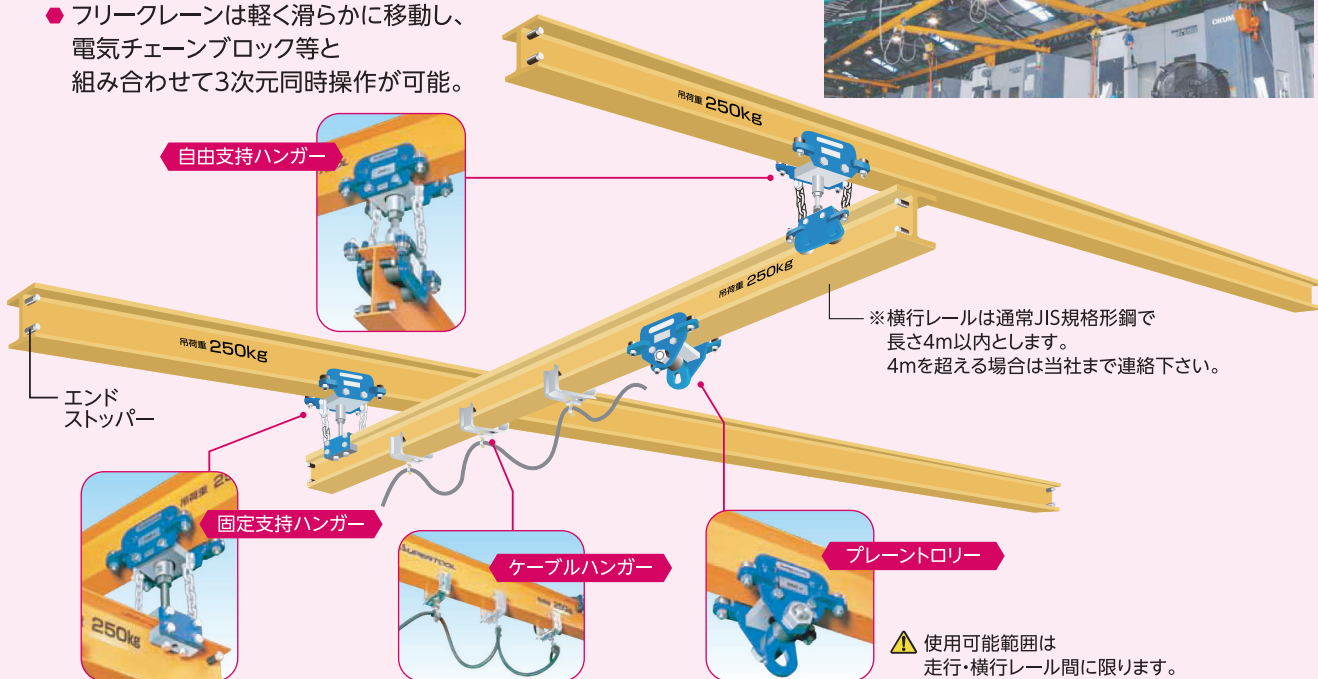 フリークレーンは軽く滑らかに移動し、
電気チェーンブロック等と
組み合わせて3次元同時操作が可能。
OKUMA
吊荷重 250kg
自由支持ハンガー
吊荷重 250kg
※横行レールは通常JIS規格形鋼で
長さ4m以内とします。
4mを超える場合は当社まで連絡下さい。
吊荷重 250kg
エンド
ストッパー
固定支持ハンガー
吊荷重 25
250kg
ケーブルハンガー
SUPERTOOL
プレーントロリー
使用可能範囲は
走行・横行レール間に限ります。